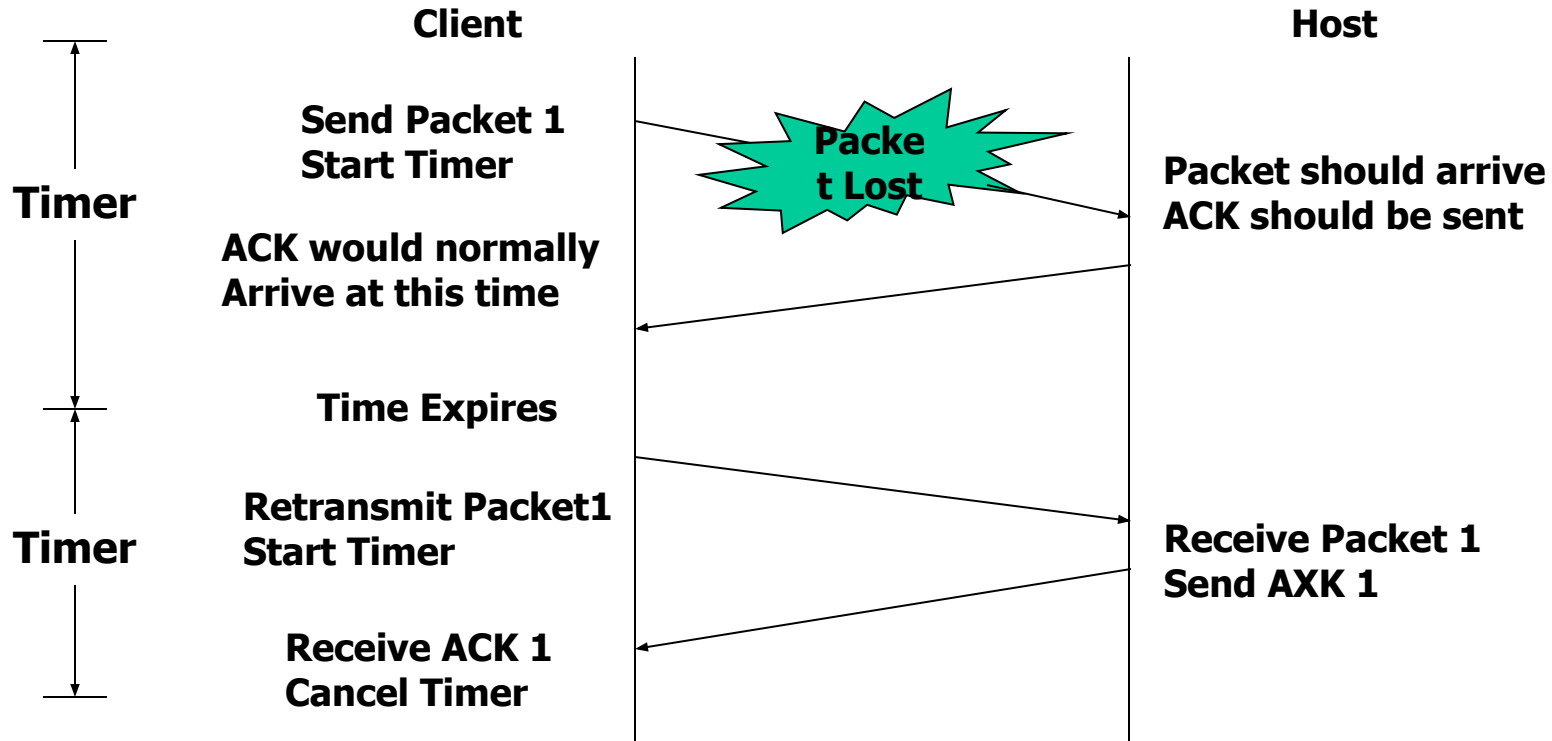 Client
Host
Send Packet 1
Start Timer
Packe
t Lost
Packet should arrive
ACK should be sent
Timer
ACK would normally
Arrive at this time
Time Expires
Retransmit Packet1
Start Timer
Timer
Receive Packet 1
Send AXK 1
Receive ACK 1
Cancel Timer